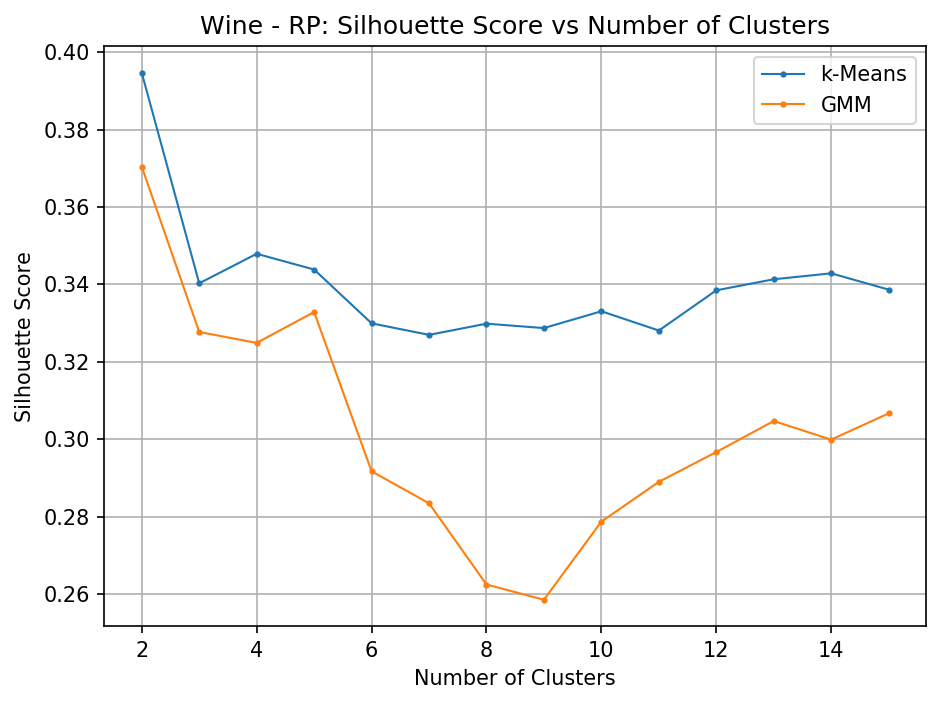 Wine - RP: Silhouette Score vs Number of Clusters
k-Means
GMM
0.40
0.38
0.36
0.34
0.32
0.30
0.28
0.26
Silhouette Score
2 4 6 8 10 12 14
Number of Clusters